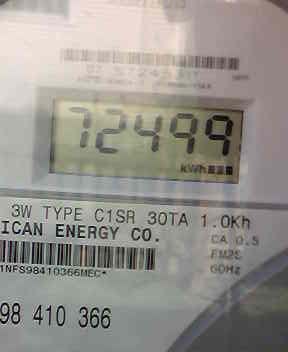 72499
kWh
3W TYPE C1SR 30TA 1.0Kh
ICAN ENERGY CO.
CA 0.5
FM2S
60Hz
1NFS98410366MEC*
98 410 366